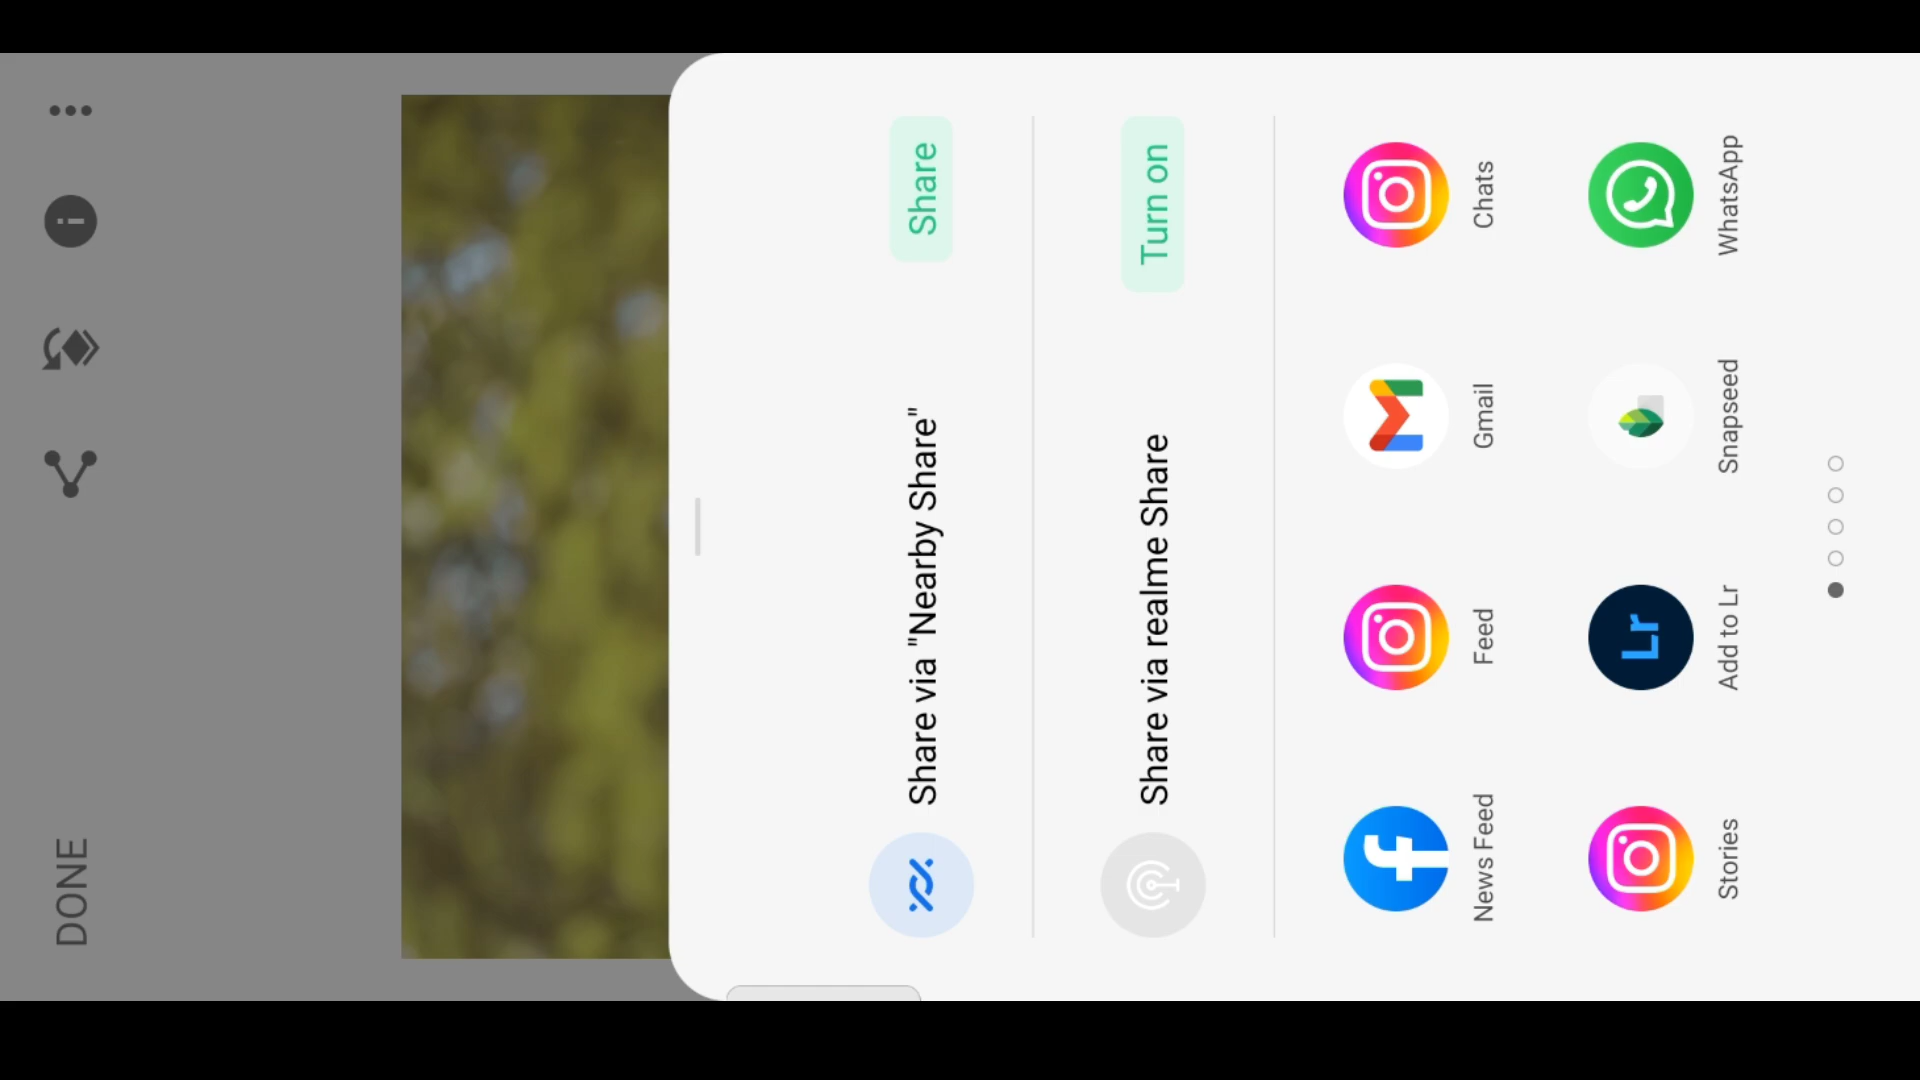 DONE
Share via "Nearby Share"
Share
Share via realme Share
Turn on
News Feed
Feed
Gmail
Chats
Lr
Stories
Add to Lr
Snapseed
WhatsApp